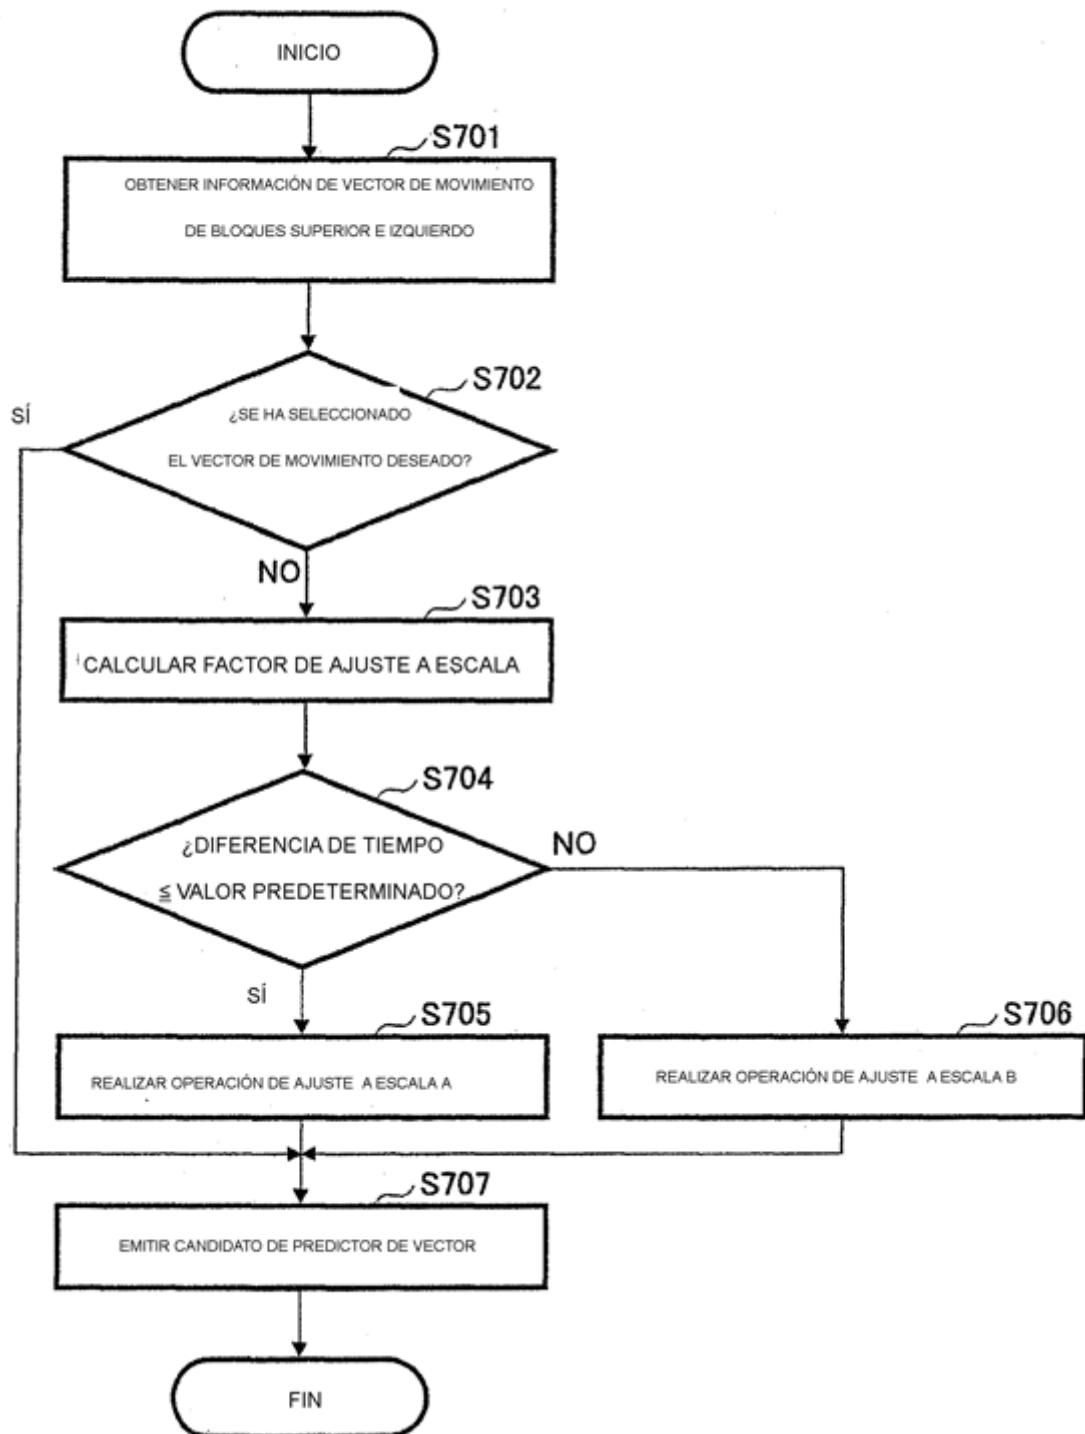 INICIO
S701
OBTENER INFORMACIÓN DE VECTOR DE MOVIMIENTO
DE BLOQUES SUPERIOR E IZQUIERDO
S702
SÍ
¿SE HA SELECCIONADO
EL VECTOR DE MOVIMIENTO DESEADO?
NO
S703
CALCULAR FACTOR DE AJUSTE A ESCALA
S704
¿DIFERENCIA DE TIEMPO
≤ VALOR PREDETERMINADO?
NO
SÍ
S705
REALIZAR OPERACIÓN DE AJUSTE A ESCALA A
S706
REALIZAR OPERACIÓN DE AJUSTE A ESCALA B
S707
EMITIR CANDIDATO DE PREDICTOR DE VECTOR
FIN